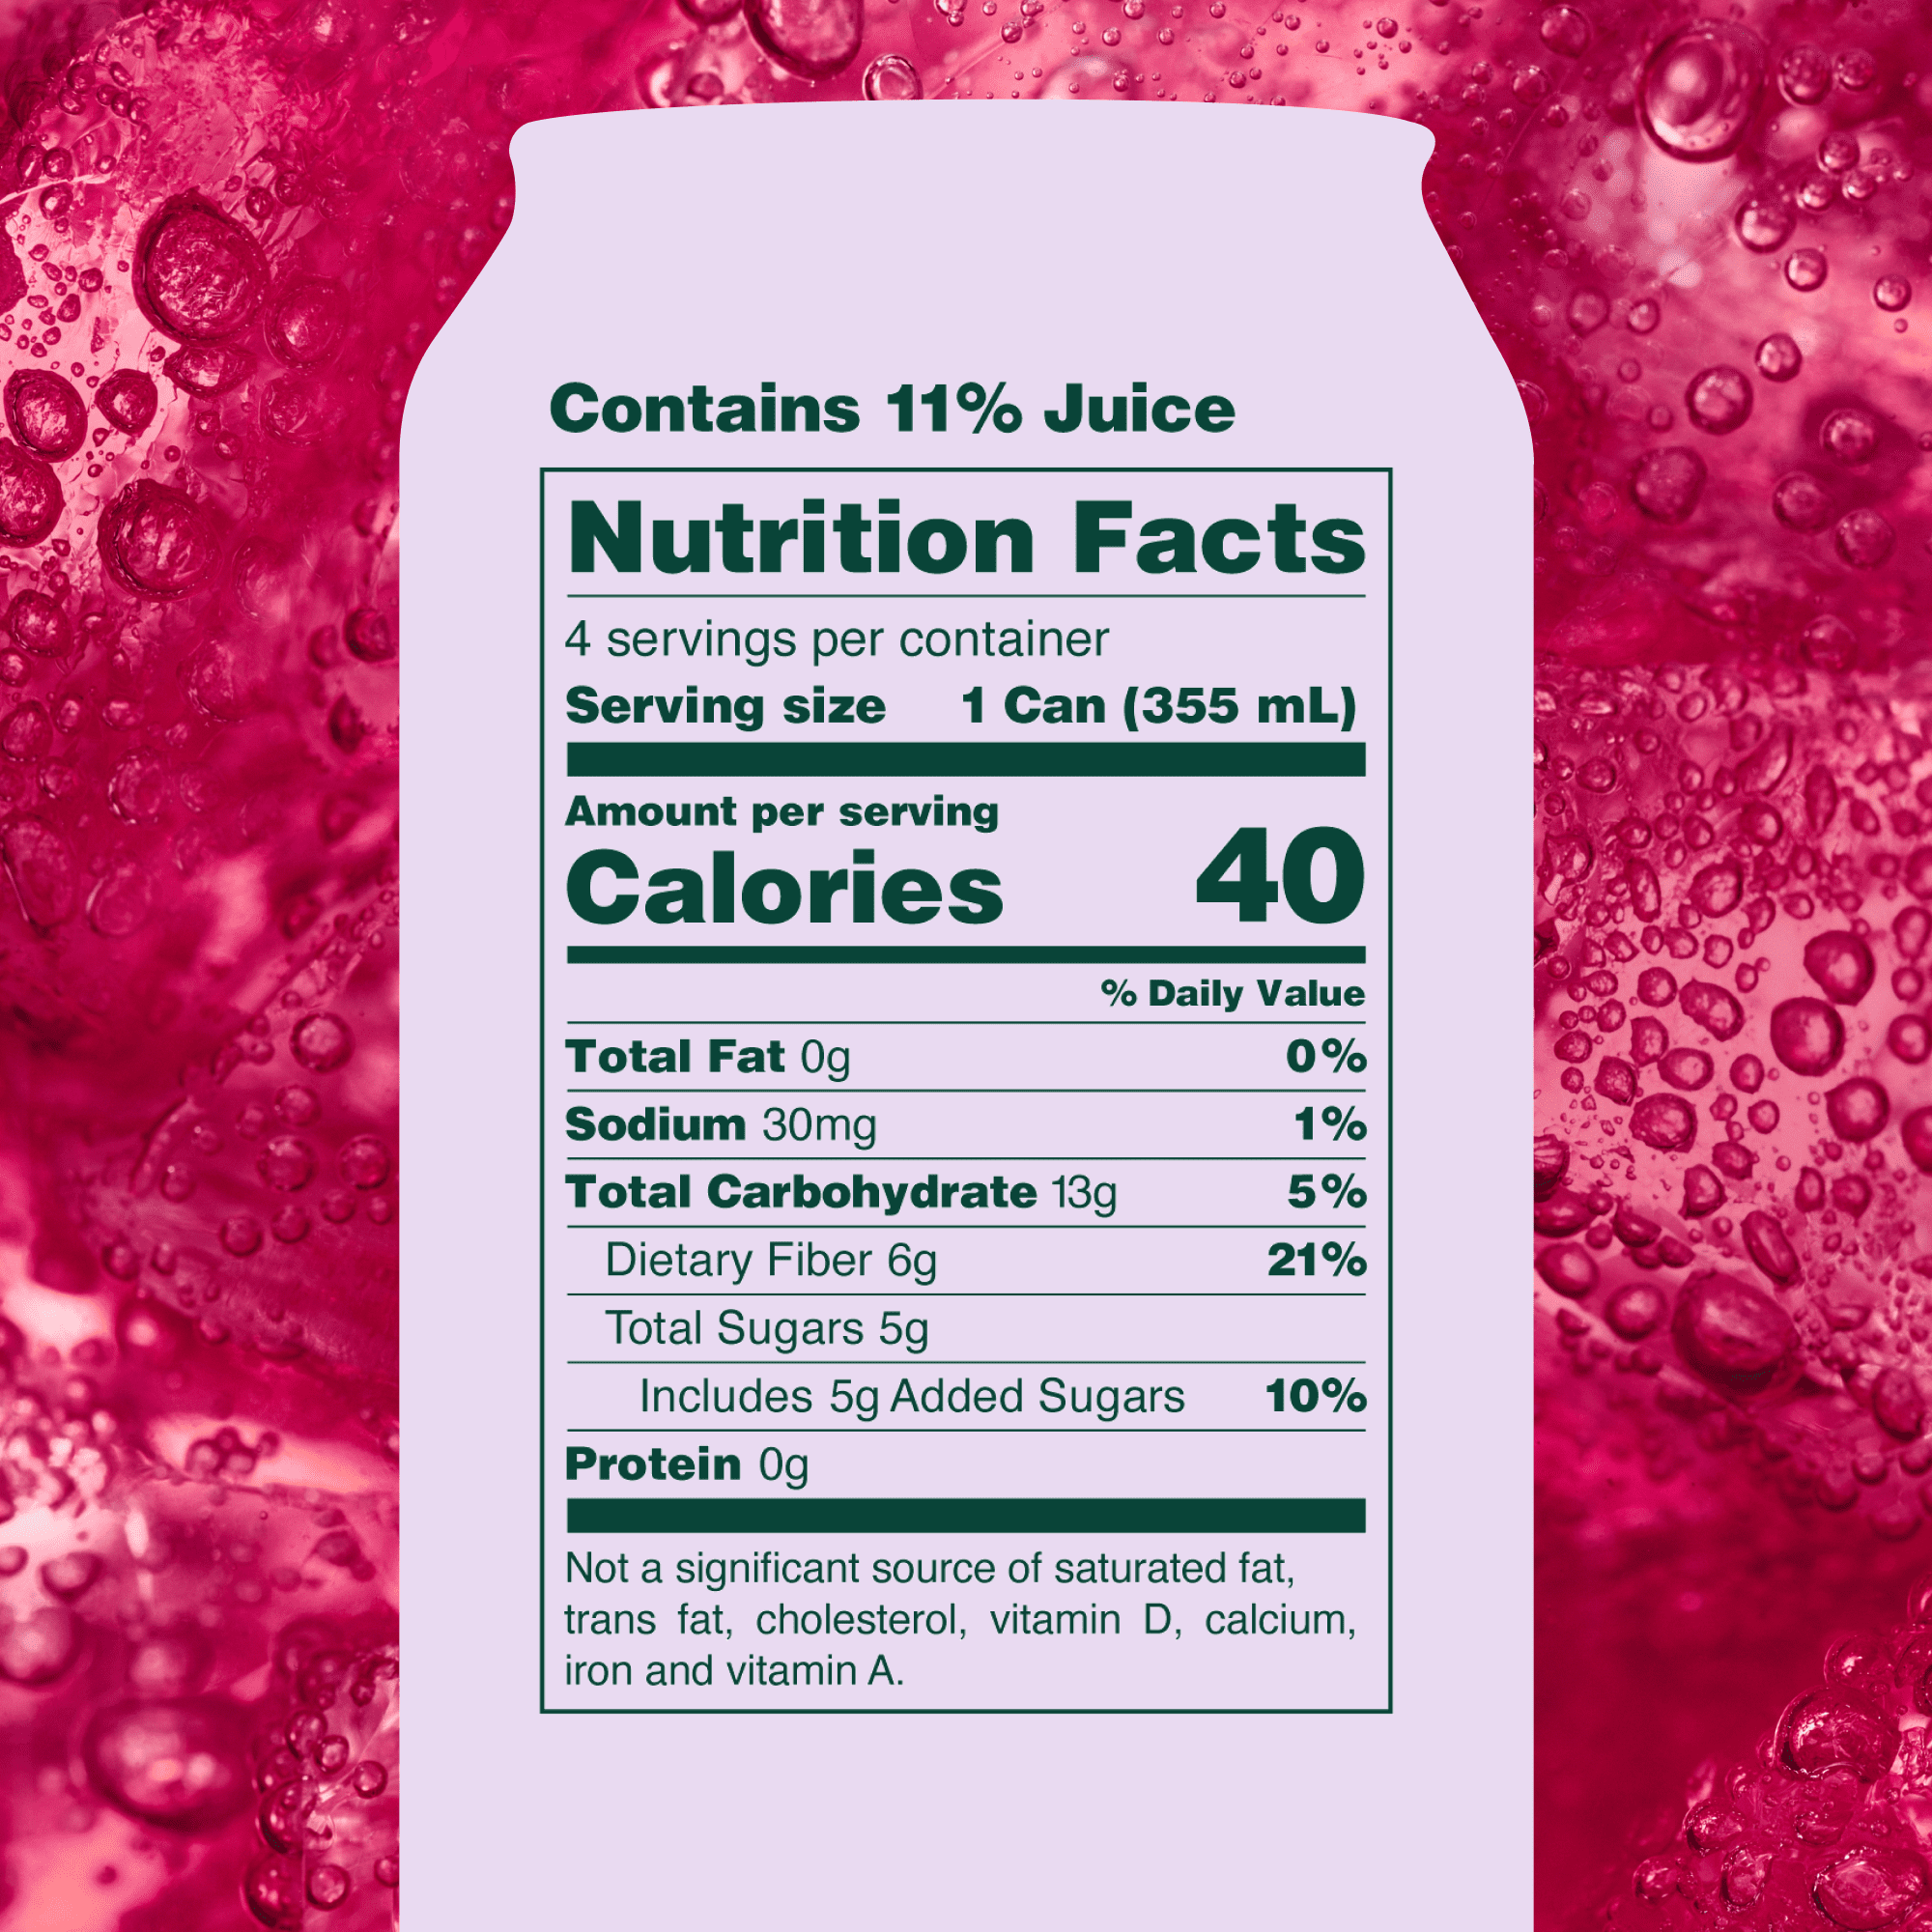 Contains 11% Juice
Nutrition Facts
4 servings per container
Serving size 1 Can (355 mL)
Amount per serving
Calories 40
% Daily Value
Total Fat 0g 0%
Sodium 30mg 1%
Total Carbohydrate 13g 5%
Dietary Fiber 6g 21%
Total Sugars 5g
Includes 5g Added Sugars 10%
Protein 0g
Not a significant source of saturated fat,
trans fat, cholesterol, vitamin D, calcium,
iron and vitamin A.